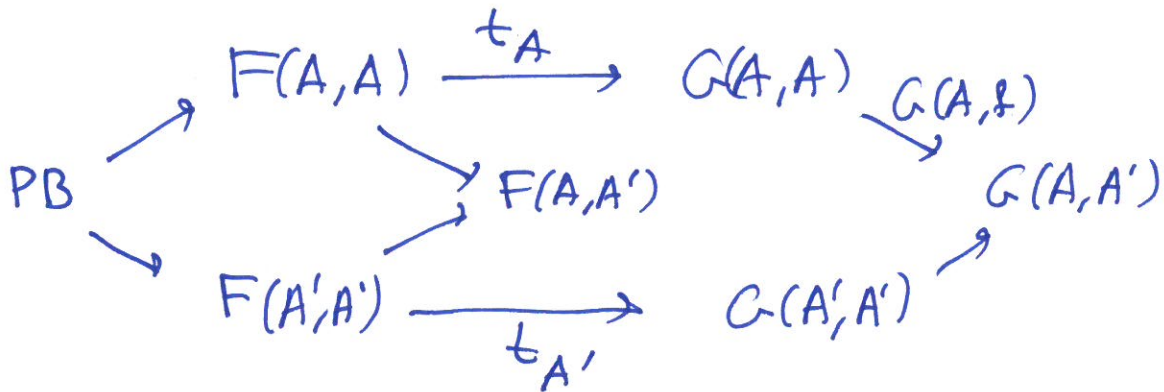 t_A
F(A,A) G(A,A) G(A,f)
PB F(A,A') G(A,A')
F(A',A') G(A',A')
t_A'